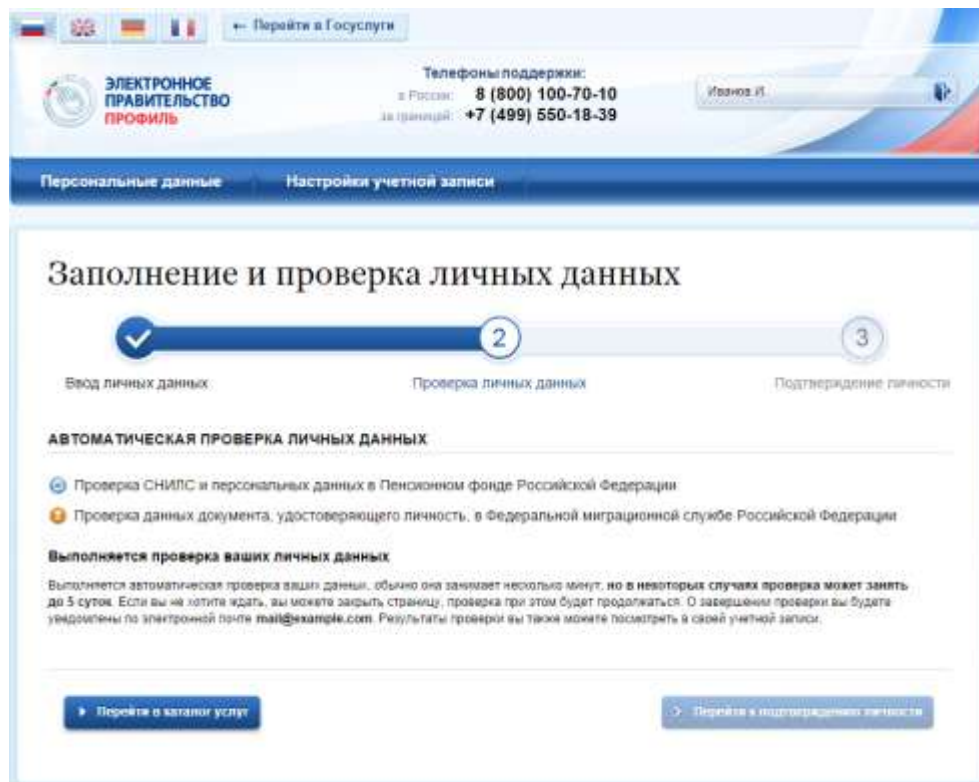 ← Перейти в Госуслуги
ЭЛЕКТРОННОЕ
ПРАВИТЕЛЬСТВО
ПРОФИЛЬ
Телефоны поддержки:
в России: 8 (800) 100-70-10
за границей: +7 (499) 550-18-39
Иванов И.
Персональные данные Настройки учетной записи
Заполнение и проверка личных данных
2 3
Ввод личных данных Проверка личных данных Подтверждение личности
АВТОМАТИЧЕСКАЯ ПРОВЕРКА ЛИЧНЫХ ДАННЫХ
Проверка СНИЛС и персональных данных в Пенсионном фонде Российской Федерации
Проверка данных документа, удостоверяющего личность, в Федеральной миграционной службе Российской Федерации
Выполняется проверка ваших личных данных
Выполняется автоматическая проверка ваших данных, обычно она занимает несколько минут, но в некоторых случаях проверка может занять
до 5 суток. Если вы не хотите ждать, вы можете закрыть страницу, проверка при этом будет продолжаться. О завершении проверки вы будете
уведомлены по электронной почте mail@example.com. Результаты проверки вы также можете посмотреть в своей учетной записи.
Перейти в каталог услуг
Перейти к подтверждению личности